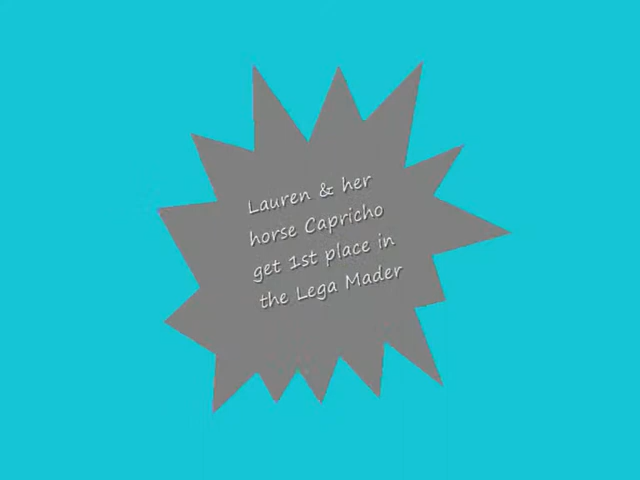 Lauren & her
horse Capricho
get 1st place in
the Lega Mader